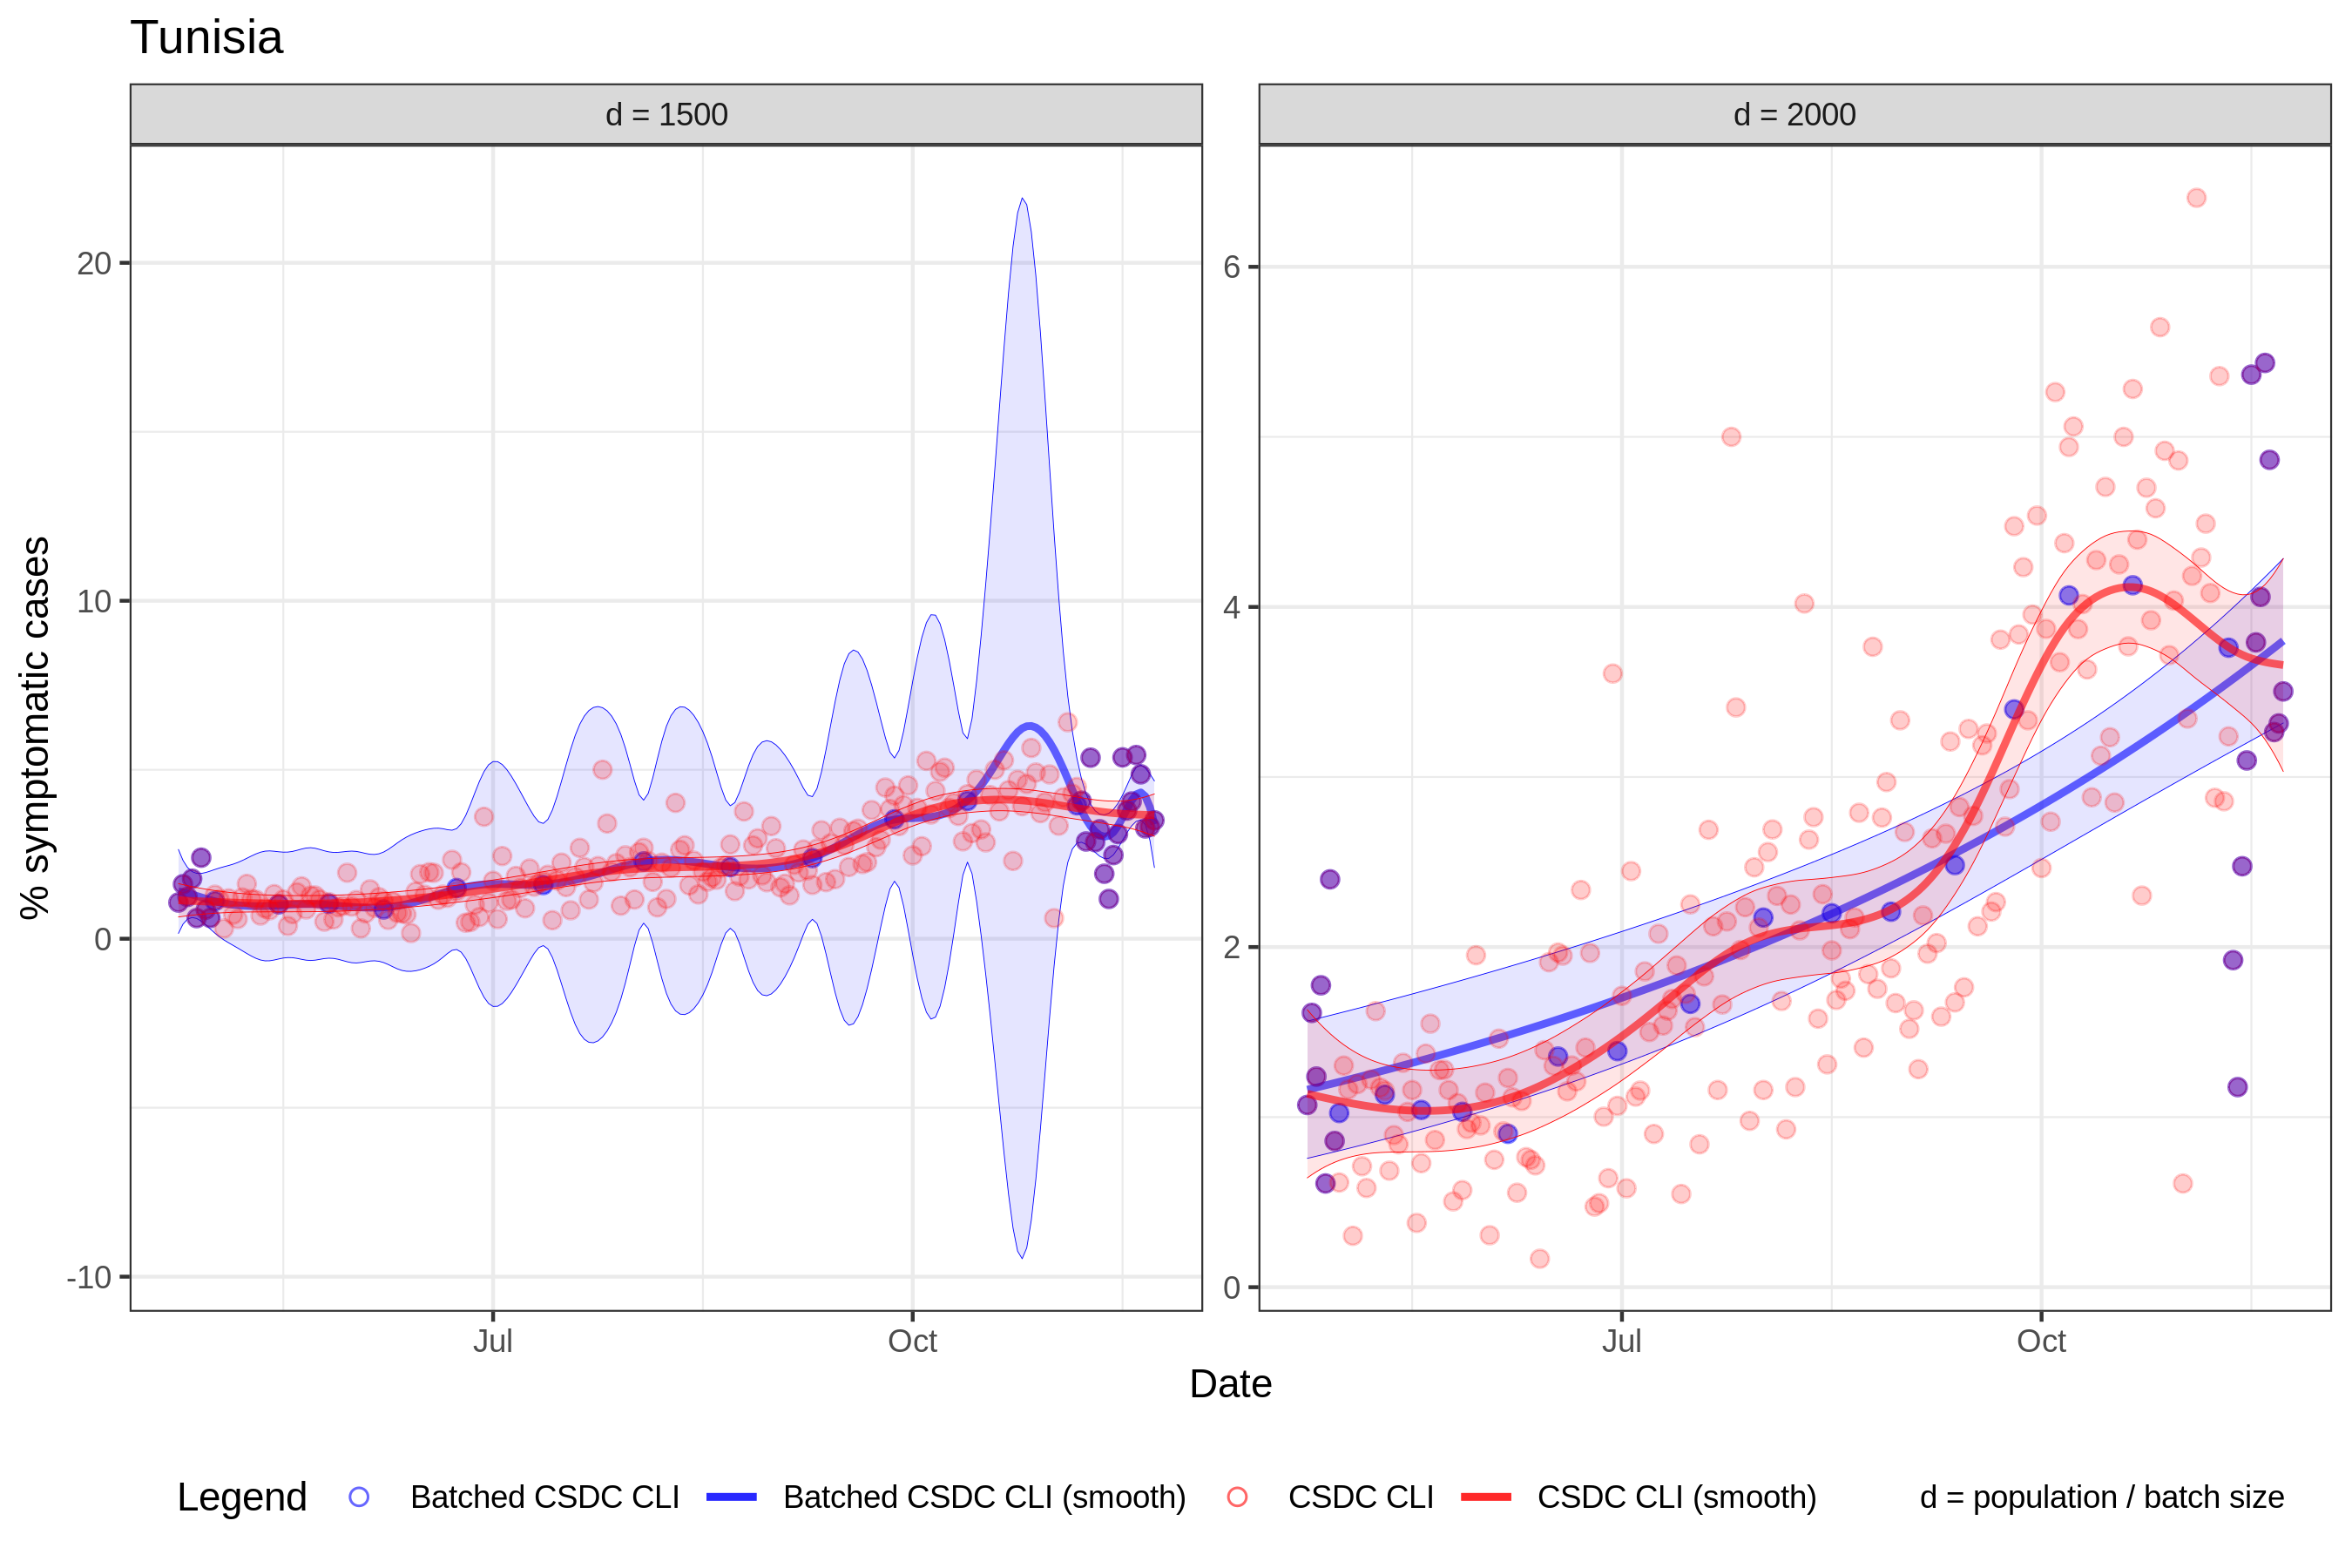 Tunisia
d = 1500
d = 2000
% symptomatic cases
20
10
0
-10
6
4
2
0
Jul
Oct
Jul
Oct
Date
Legend
Batched CSDC CLI
Batched CSDC CLI (smooth)
CSDC CLI
CSDC CLI (smooth)
d = population / batch size